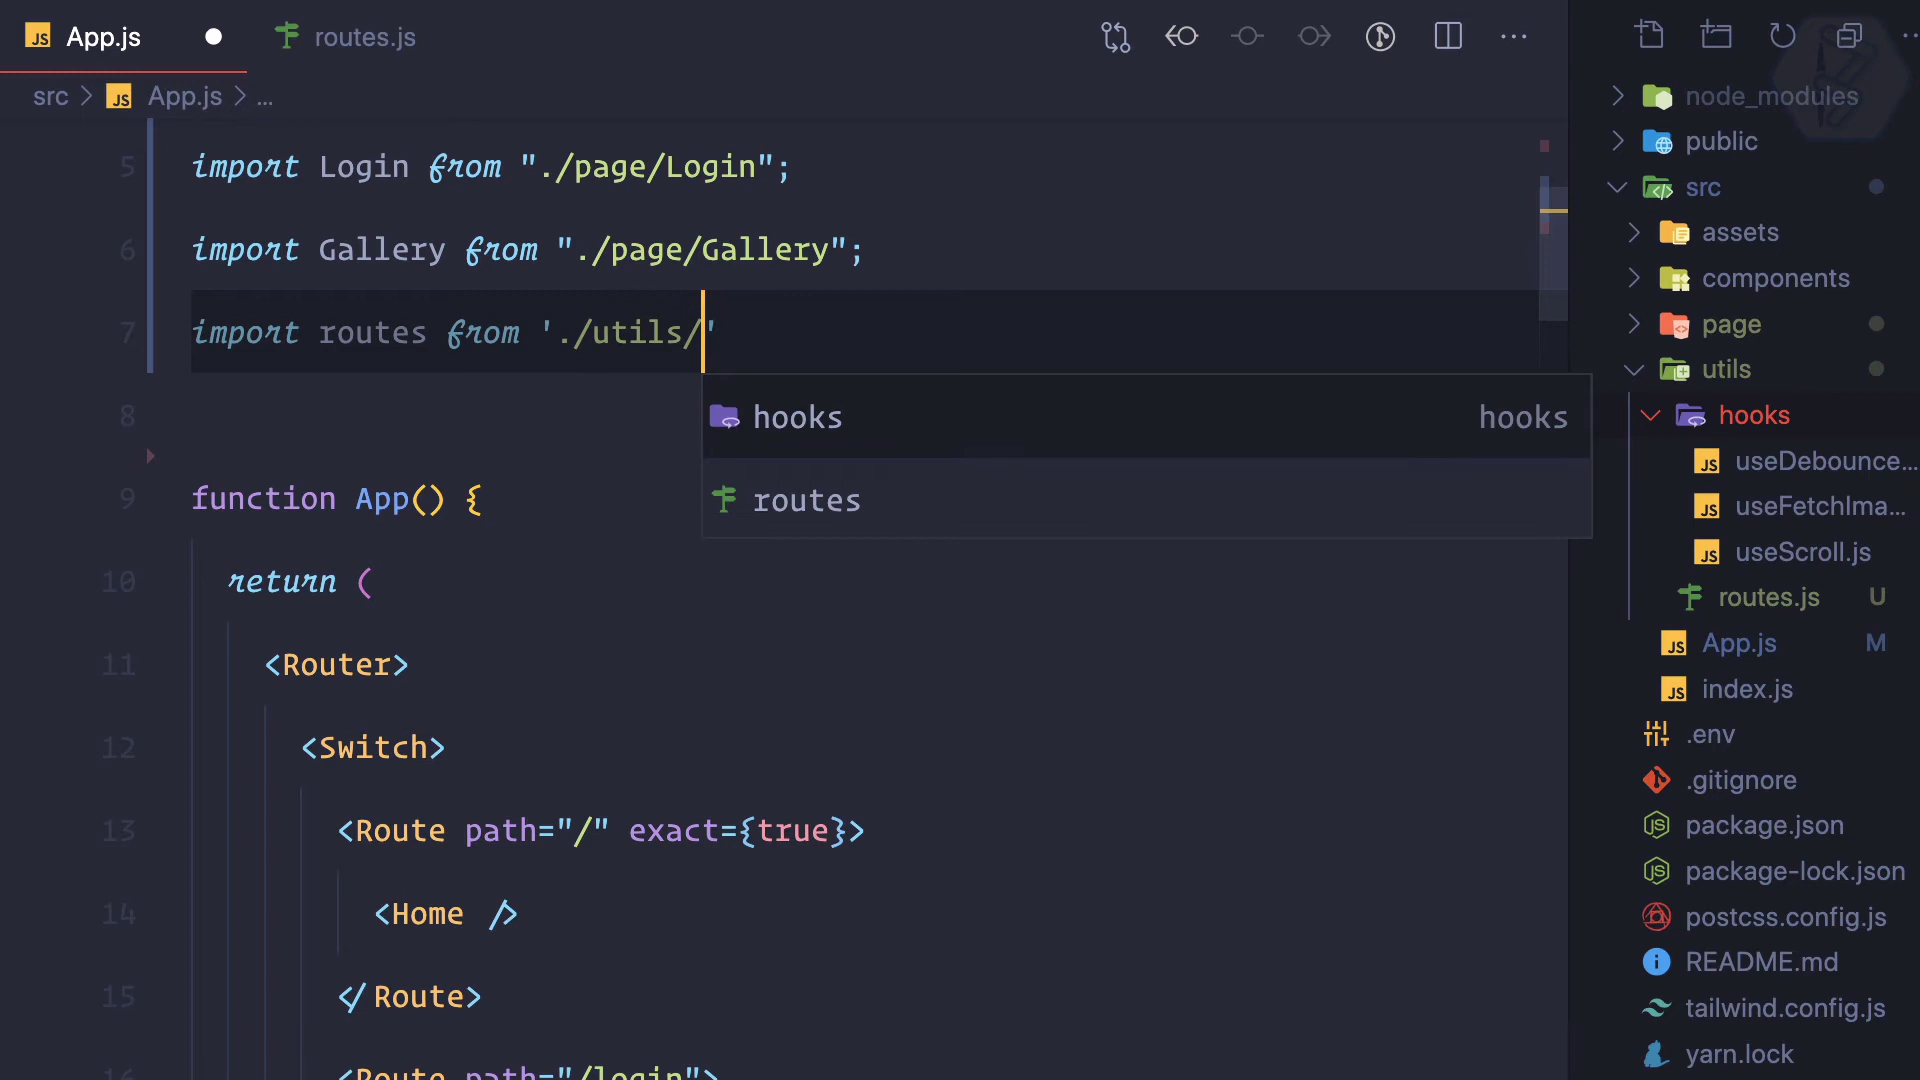 App.js
routes.js
src > App.js > ...
5 import Login from "./page/Login";
6 import Gallery from "./page/Gallery";
7 import routes from './utils/'
hooks hooks
routes
8
9 function App() {
10 return (
11 <Router>
12 <Switch>
13 <Route path="/" exact={true}>
14 <Home />
15 </Route>
16 <Route path="/login">
node_modules
public
src
assets
components
page
utils
hooks
useDebounce...
useFetchIma...
useScroll.js
routes.js U
App.js M
index.js
.env
.gitignore
package.json
package-lock.json
postcss.config.js
README.md
tailwind.config.js
yarn.lock